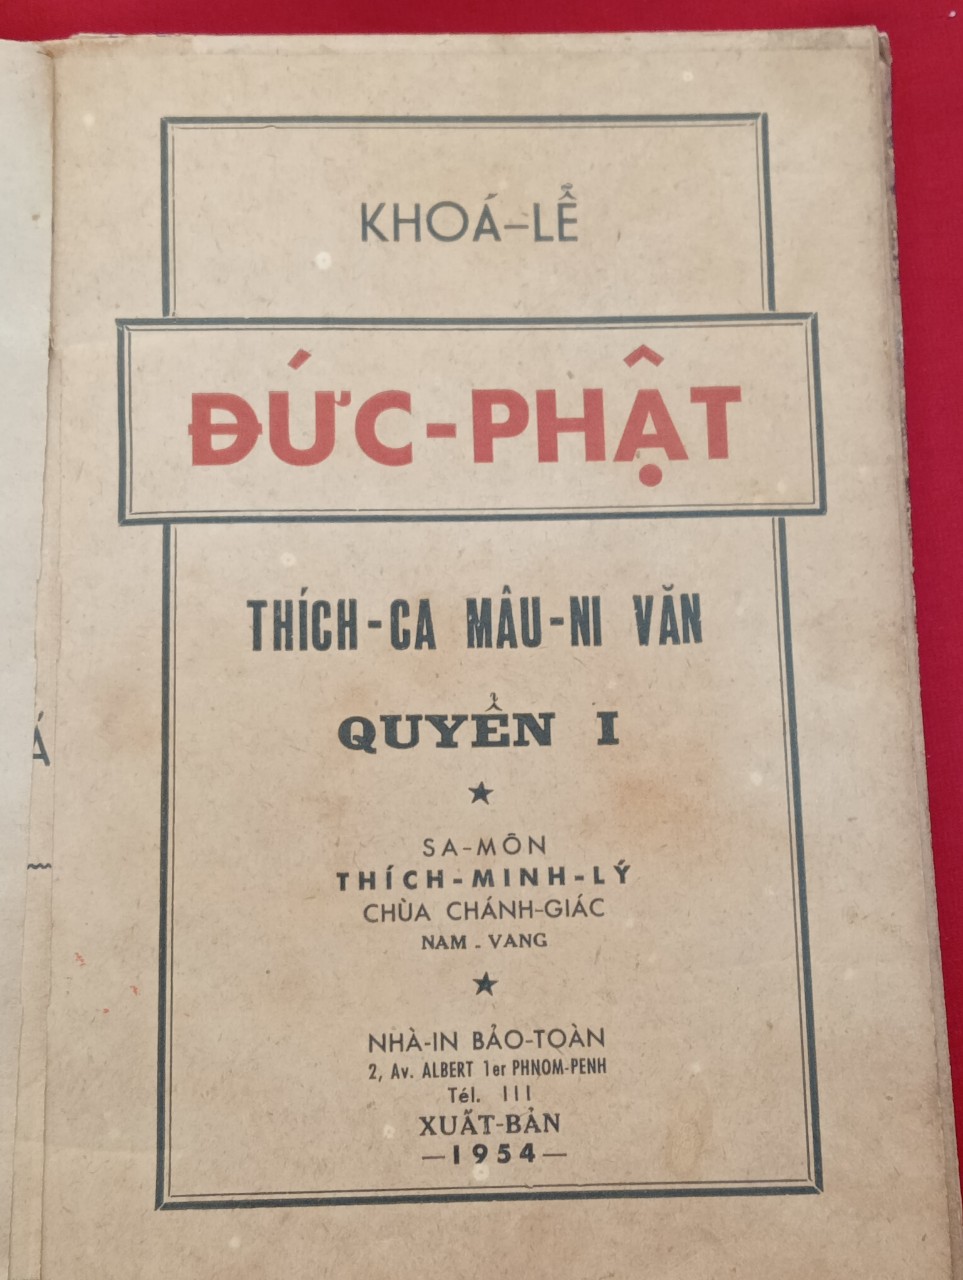 KHOÁ-LỂ
ĐỨC-PHẬT
THÍCH-CA MÂU-NI VĂN
QUYỂN I
★
SA-MÔN
THÍCH-MINH-LÝ
CHÙA CHÁNH-GIÁC
NAM - VANG
★
NHÀ-IN BẢO-TOÀN
2, Av. ALBERT 1er PHNOM-PENH
Tél. 111
XUẤT-BẢN
—1954—